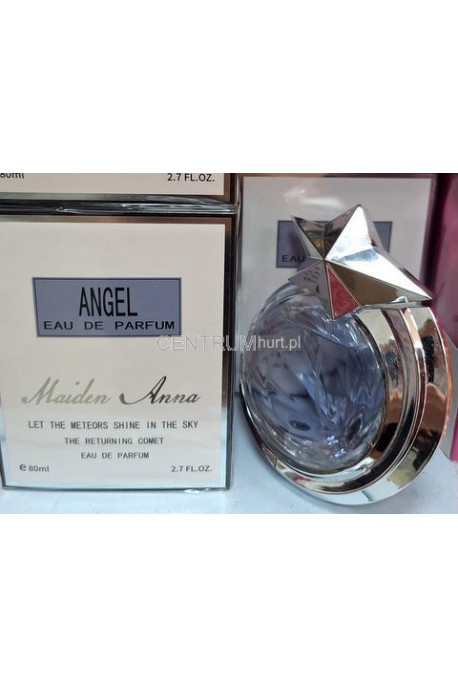 80ml 2.7 FL.OZ.
ANGEL
EAU DE PARFUM
Maiden Anna
LET THE METEORS SHINE IN THE SKY
THE RETURNING COMET
EAU DE PARFUM
℮80ml 2.7 FL.OZ.
EAU
CENTRUMhurt.pl